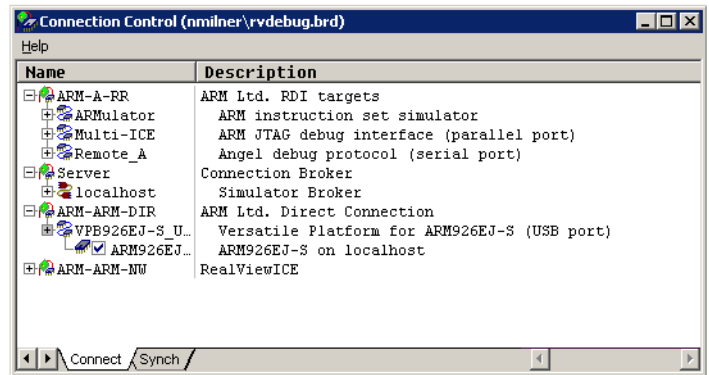 Connection Control (nmilner\rvdebug.brd)
Help
Name Description
ARM-A-RR ARM Ltd. RDI targets
ARMulator ARM instruction set simulator
Multi-ICE ARM JTAG debug interface (parallel port)
Remote_A Angel debug protocol (serial port)
Server Connection Broker
localhost Simulator Broker
ARM-ARM-DIR ARM Ltd. Direct Connection
VPB926EJ-S_U... Versatile Platform for ARM926EJ-S (USB port)
ARM926EJ... ARM926EJ-S on localhost
ARM-ARM-NW RealViewICE
Connect Synch